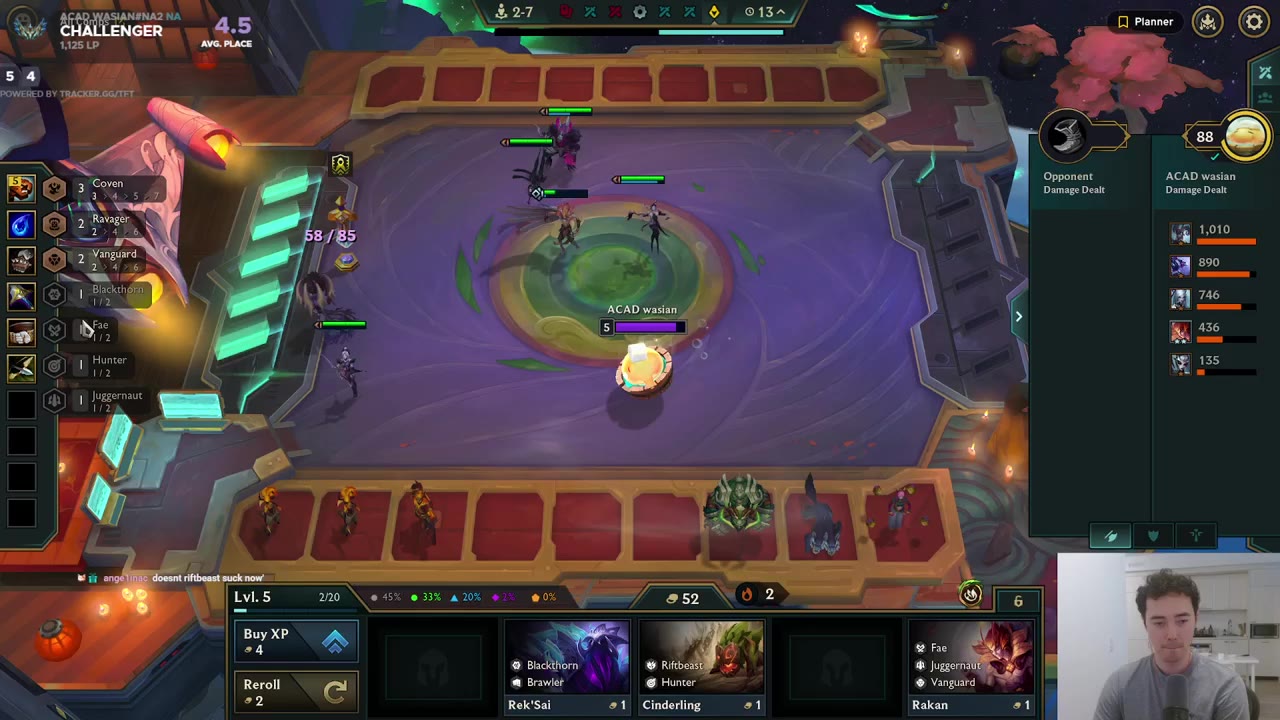 ACAD WASIAN#NA2 NA
CHALLENGER
1,125 LP
4.5
AVG. PLACE
5 4
POWERED BY TRACKER.GG/TFT
2-7
13
Planner
88
Opponent
Damage Dealt
ACAD wasian
Damage Dealt
1,010
890
746
436
135
3 Coven
3 > 4 > 5 > 7
2 Ravager
2 > 4 > 6
2 Vanguard
2 > 4 > 6
1 Blackthorn
1 / 2
1 Fae
1 / 2
1 Hunter
1 / 2
1 Juggernaut
1 / 2
58 / 85
ACAD wasian
5
ange1inac doesnt riftbeast suck now'
Lvl. 5
2/20
45% 33% 20% 2% 0%
52
2
6
Buy XP
4
Reroll
2
Blackthorn
Brawler
Rek'Sai 1
Riftbeast
Hunter
Cinderling 1
Fae
Juggernaut
Vanguard
Rakan 1